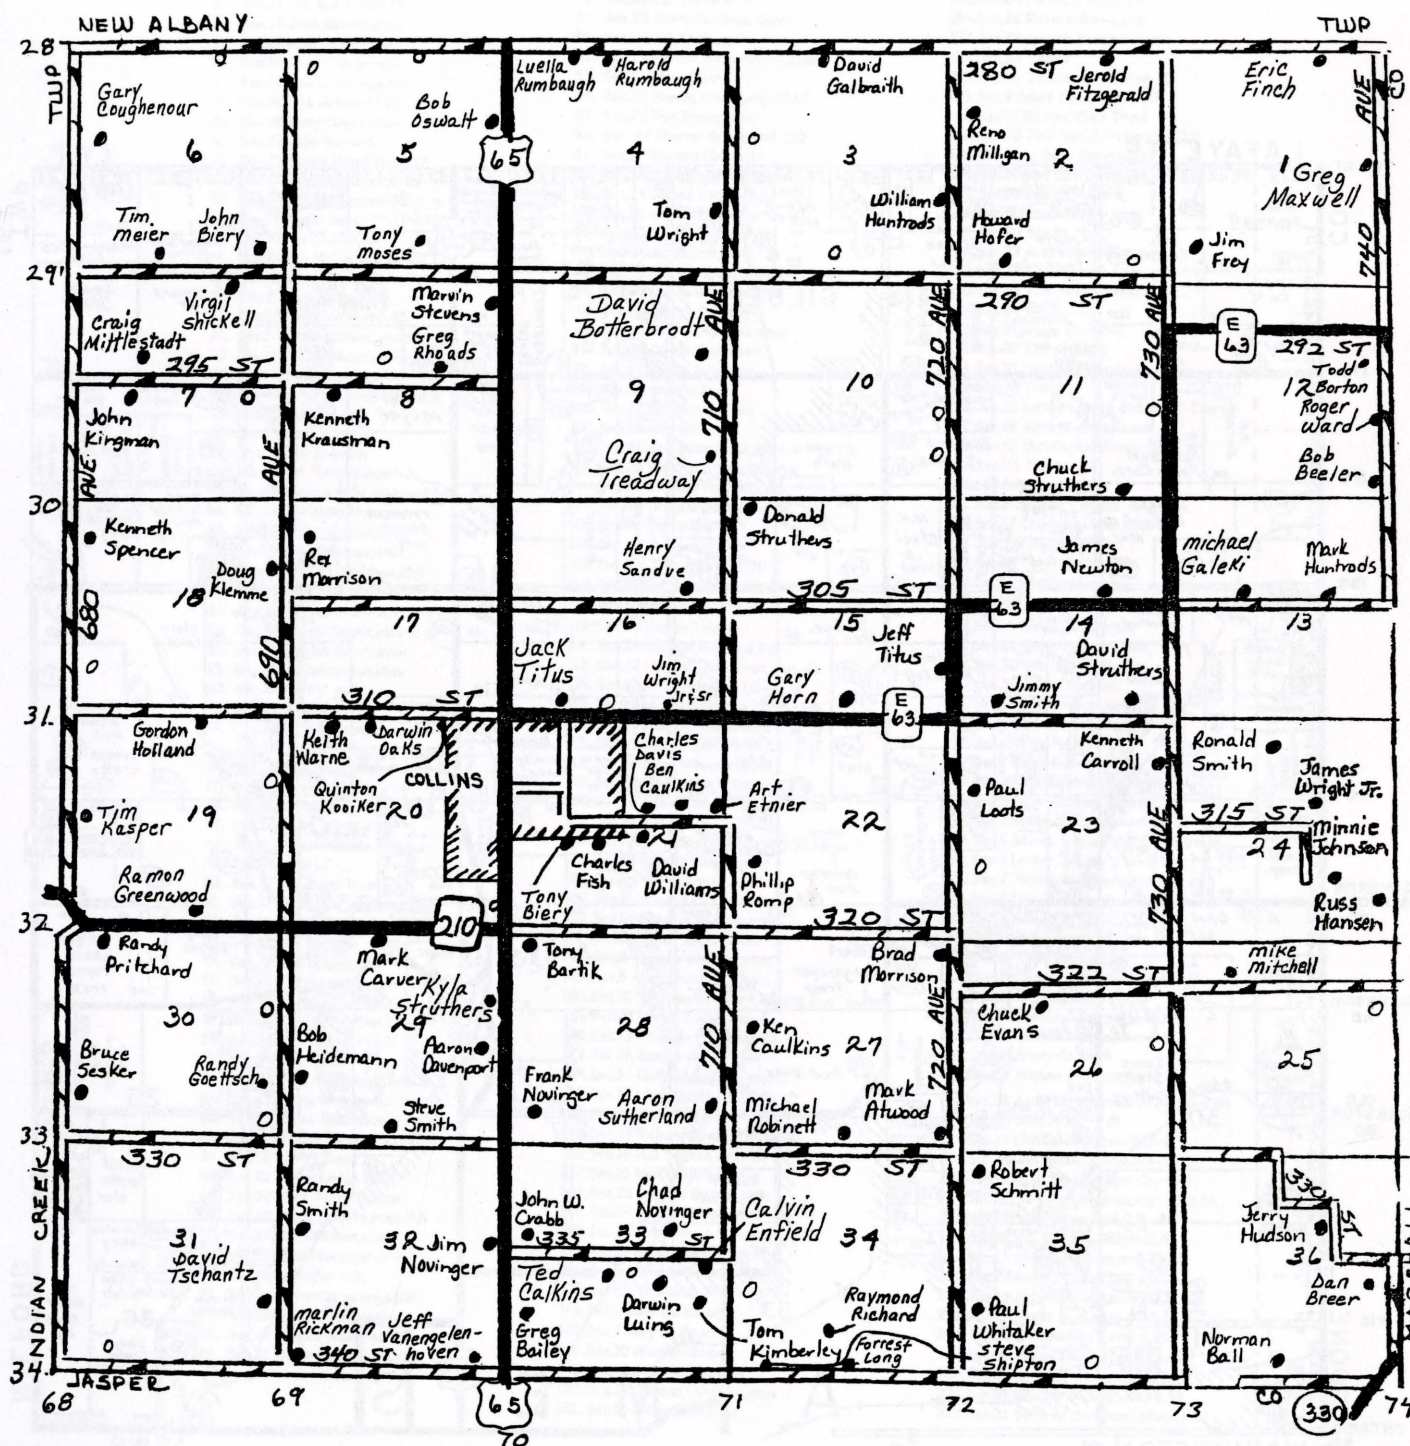 NEW ALBANY
TWP
28
TWP
Gary
Coughenour
Bob
Oswalt
Luella
Rumbaugh
Harold
Rumbaugh
David
Galbraith
280 ST
Jerold
Fitzgerald
Eric
Finch
AVE
CO
6
5
65
4
3
Reno
Milligan
2
1
Greg
Maxwell
Tim
meier
John
Biery
Tony
moses
Tom
Wright
William
Huntrods
Howard
Hofer
Jim
Frey
740
29
Virgil
Shickell
Marvin
Stevens
David
Botterbrodt
AVE
AVE
290 ST
AVE
E
63
292 ST
Craig
Mittlestadt
Greg
Rhoads
720
730
Todd
Borton
295 ST
7
8
9
710
10
11
12
Roger
Ward
John
Kingman
Kenneth
Krausman
AVE
AVE
Craig
Treadway
Chuck
Struthers
Bob
Beeler
30
Kenneth
Spencer
Doug
Klemme
Rex
Morrison
Henry
Sandve
Donald
Struthers
James
Newton
michael
Galeki
Mark
Huntrods
680
18
690
17
16
305 ST
15
E
63
14
13
Jack
Titus
Jim
Wright
Jr & Sr
Gary
Horn
Jeff
Titus
Jimmy
Smith
David
Struthers
31
310 ST
E
63
Gordon
Holland
Keith
Warne
Darwin
Oaks
COLLINS
Quinton
Kooiker
Charles
Davis
Ben
Caulkins
Art
Etnier
Kenneth
Carroll
Ronald
Smith
James
Wright Jr.
Tim
Kasper
19
20
21
22
Paul
Loots
23
AVE
730
315 ST
24
Minnie
Johnson
Ramon
Greenwood
Charles
Fish
Tony
Biery
David
Williams
Phillip
Romp
Russ
Hansen
32
210
320 ST
Randy
Pritchard
Mark
Carver
Kyla
Struthers
Tony
Bartik
AVE
Brad
Morrison
322 ST
mike
mitchell
30
29
28
710
Ken
Caulkins
27
AVE
720
Chuck
Evans
26
25
Bruce
Sesker
Randy
Goettsch
Bob
Heidemann
Aaron
Davenport
Frank
Novinger
Aaron
Sutherland
Michael
Robinett
Mark
Atwood
Steve
Smith
33
330 ST
330 ST
330
ST
INDIAN CREEK
Randy
Smith
John W.
Crabb
Chad
Novinger
Calvin
Enfield
Robert
Schmitt
Jerry
Hudson
31
David
Tschantz
32
Jim
Novinger
335 ST
33
34
35
36
Ted
Calkins
Darwin
Luing
Raymond
Richard
Paul
Whitaker
Dan
Breer
marlin
Rickman
Jeff
Vanengelen-
hoven
340 ST
Greg
Bailey
Tom
Kimberley
Forrest
Long
steve
Shipton
Norman
Ball
34
JASPER
CO
68
69
65
70
71
72
73
330
74